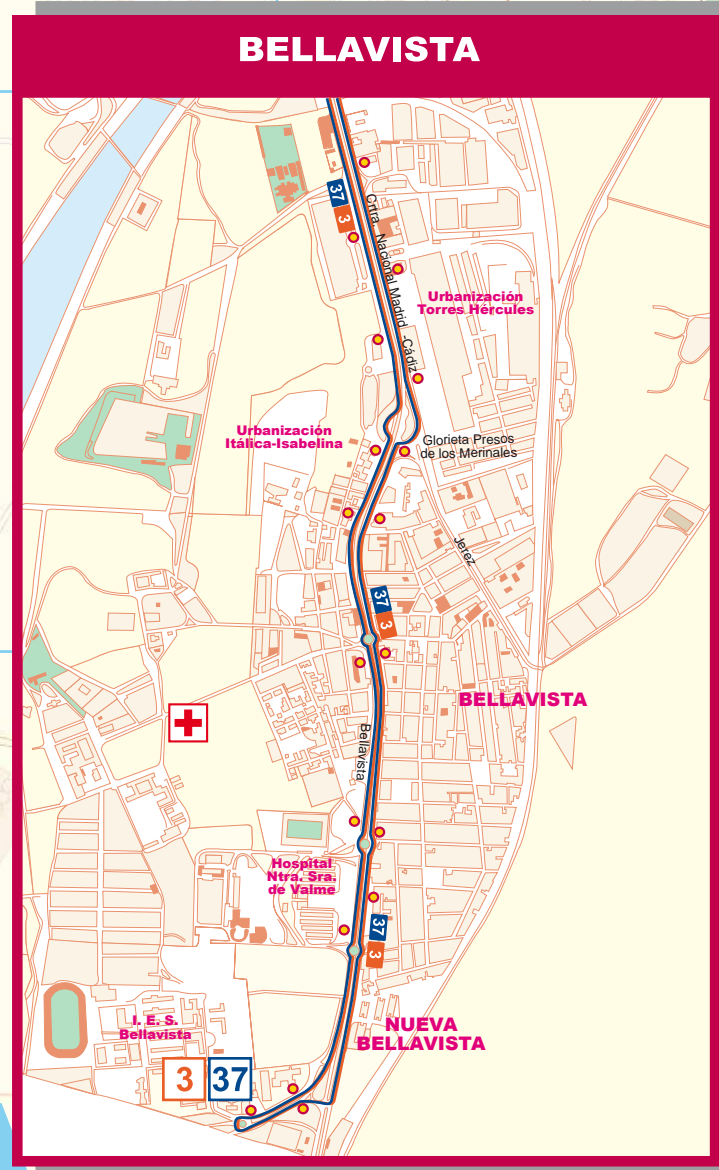 BELLAVISTA
37
3
Crtra. Nacional Madrid -Cádiz
Urbanización
Torres Hércules
Urbanización
Itálica-Isabelina
Glorieta Presos
de los Merinales
Jerez
37
3
BELLAVISTA
Bellavista
Hospital
Ntra. Sra.
de Valme
37
3
I. E. S.
Bellavista
NUEVA
BELLAVISTA
3 37